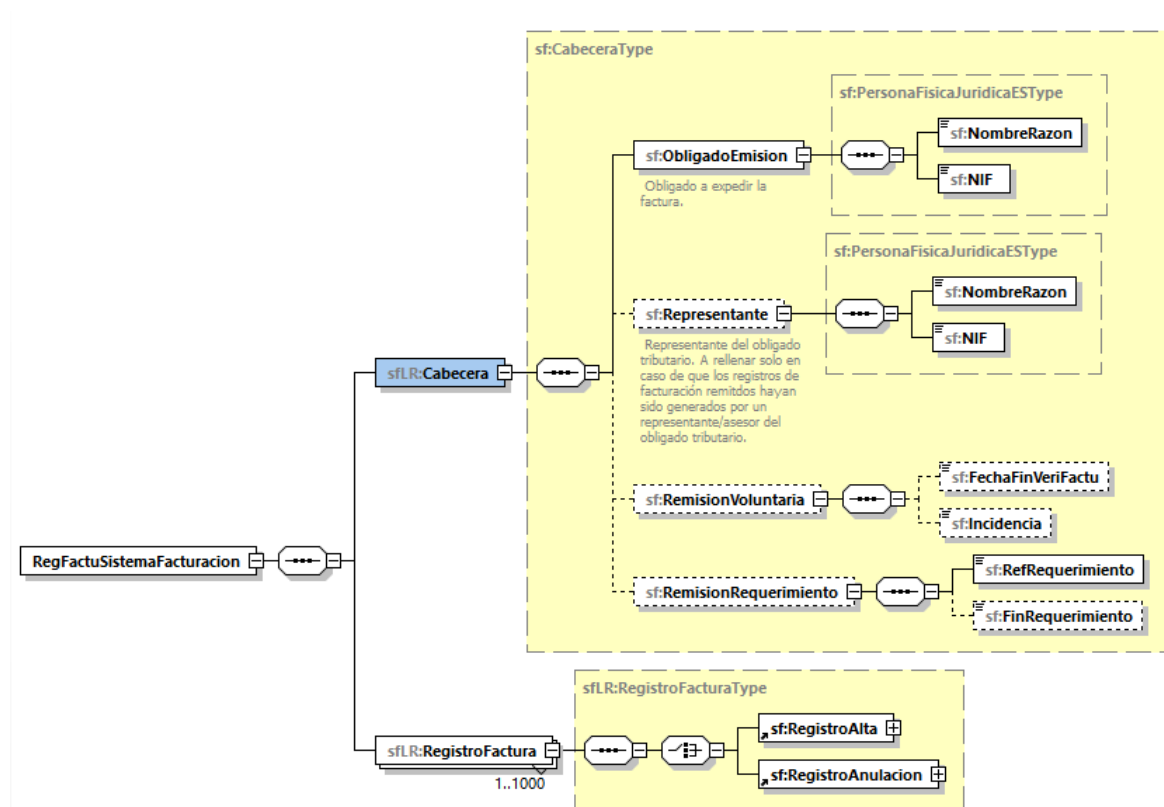 sf:CabeceraType
sf:PersonaFisicaJuridicaESType
sf:NombreRazon
sf:ObligadoEmision
sf:NIF
Obligado a expedir la
factura.
sf:PersonaFisicaJuridicaESType
sf:NombreRazon
sf:Representante
sf:NIF
Representante del obligado
tributario. A rellenar solo en
caso de que los registros de
facturación remitdos hayan
sido generados por un
representante/asesor del
obligado tributario.
sfLR:Cabecera
sf:FechaFinVeriFactu
sf:RemisionVoluntaria
sf:Incidencia
RegFactuSistemaFacturacion
sf:RefRequerimiento
sf:RemisionRequerimiento
sf:FinRequerimiento
sfLR:RegistroFacturaType
sf:RegistroAlta
sfLR:RegistroFactura
sf:RegistroAnulacion
1..1000